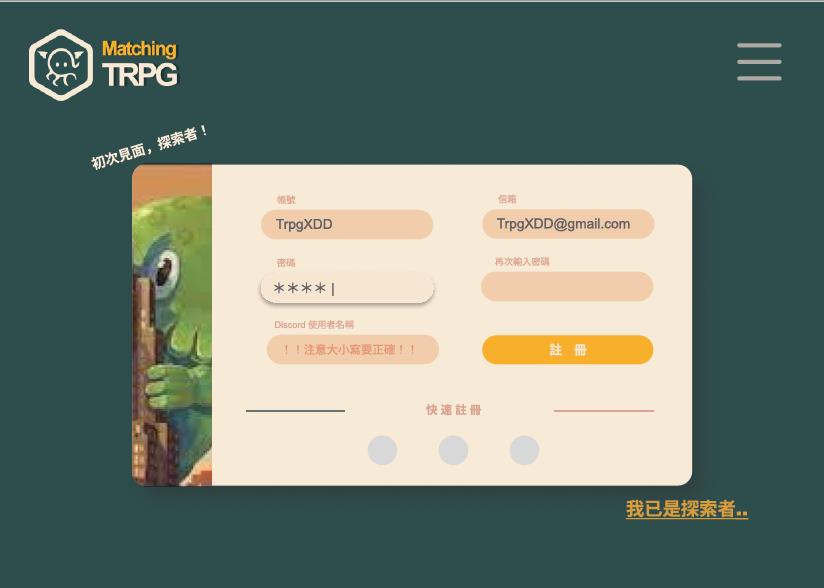 Matching
TRPG
初次見面，探索者！
帳號
信箱
TrpgXDD
TrpgXDD@gmail.com
密碼
再次輸入密碼
＊＊＊＊ |
Discord 使用者名稱
！！注意大小寫要正確！！
註 冊
快速註冊
我已是探索者..